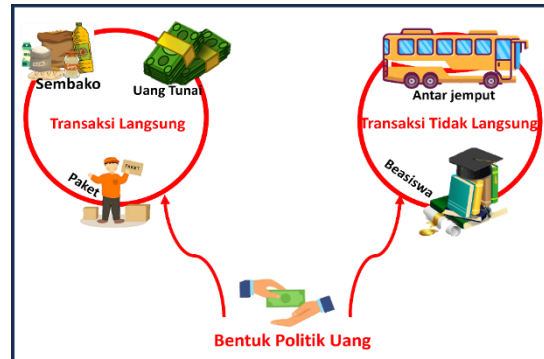 Sembako
Uang Tunai
Transaksi Langsung
Paket
PAKET
Antar jemput
Transaksi Tidak Langsung
Beasiswa
Bentuk Politik Uang